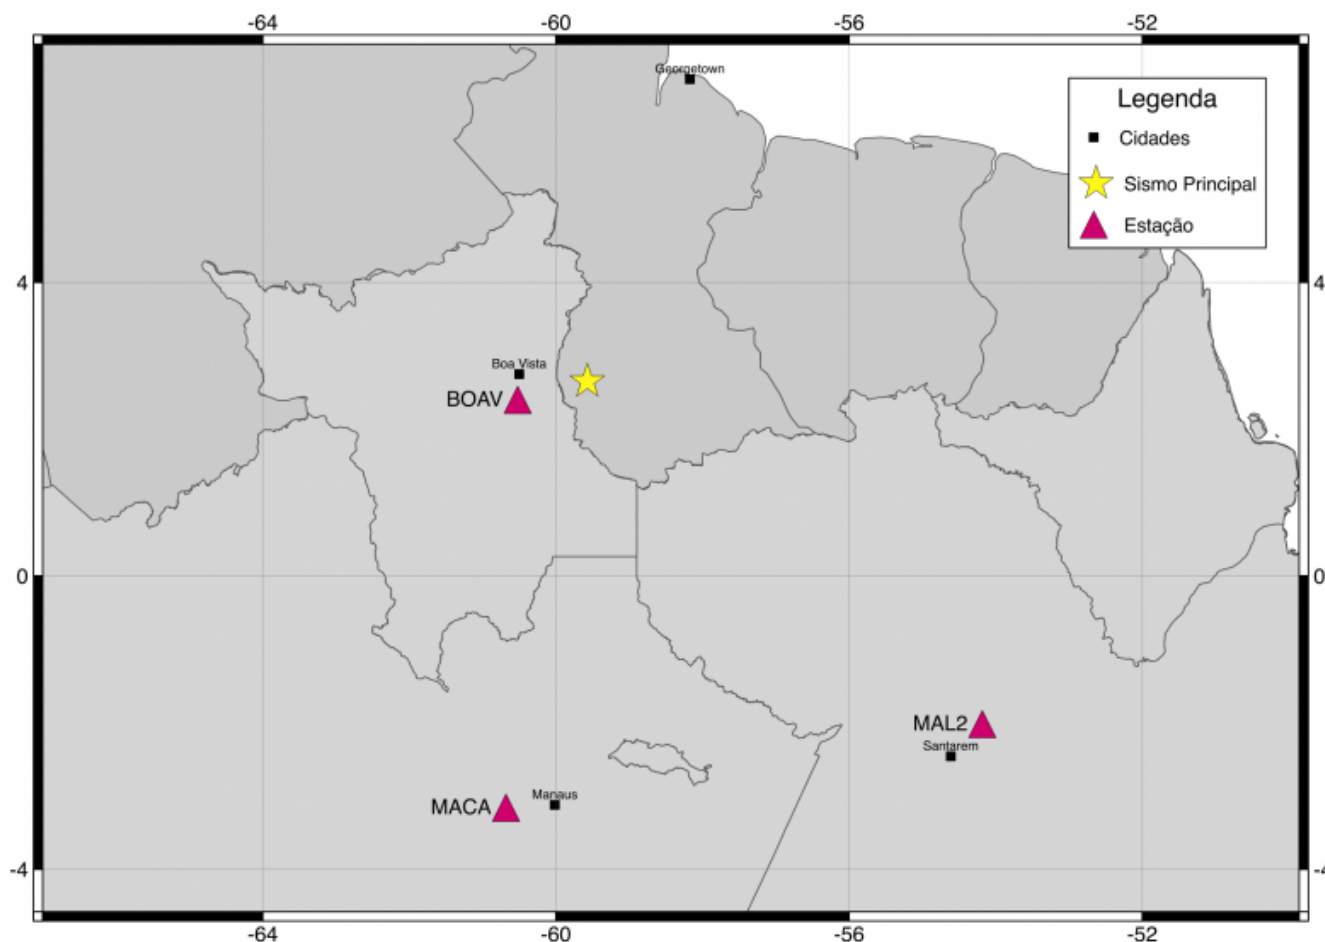 -64 -60 -56 -52
Georgetown
Legenda
Cidades
Sismo Principal
Estação
4 4
Boa Vista
BOAV
0 0
MAL2
Santarem
Manaus
MACA
-4 -4
-64 -60 -56 -52